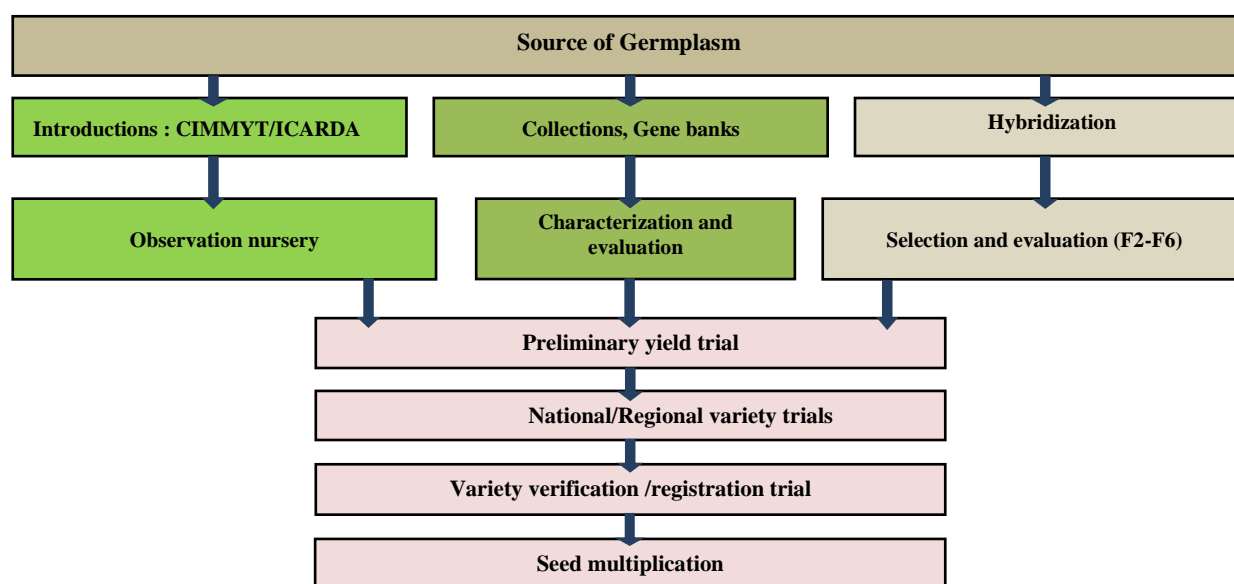 Source of Germplasm
Introductions : CIMMYT/ICARDA
Collections, Gene banks
Hybridization
Observation nursery
Characterization and
evaluation
Selection and evaluation (F2-F6)
Preliminary yield trial
National/Regional variety trials
Variety verification /registration trial
Seed multiplication